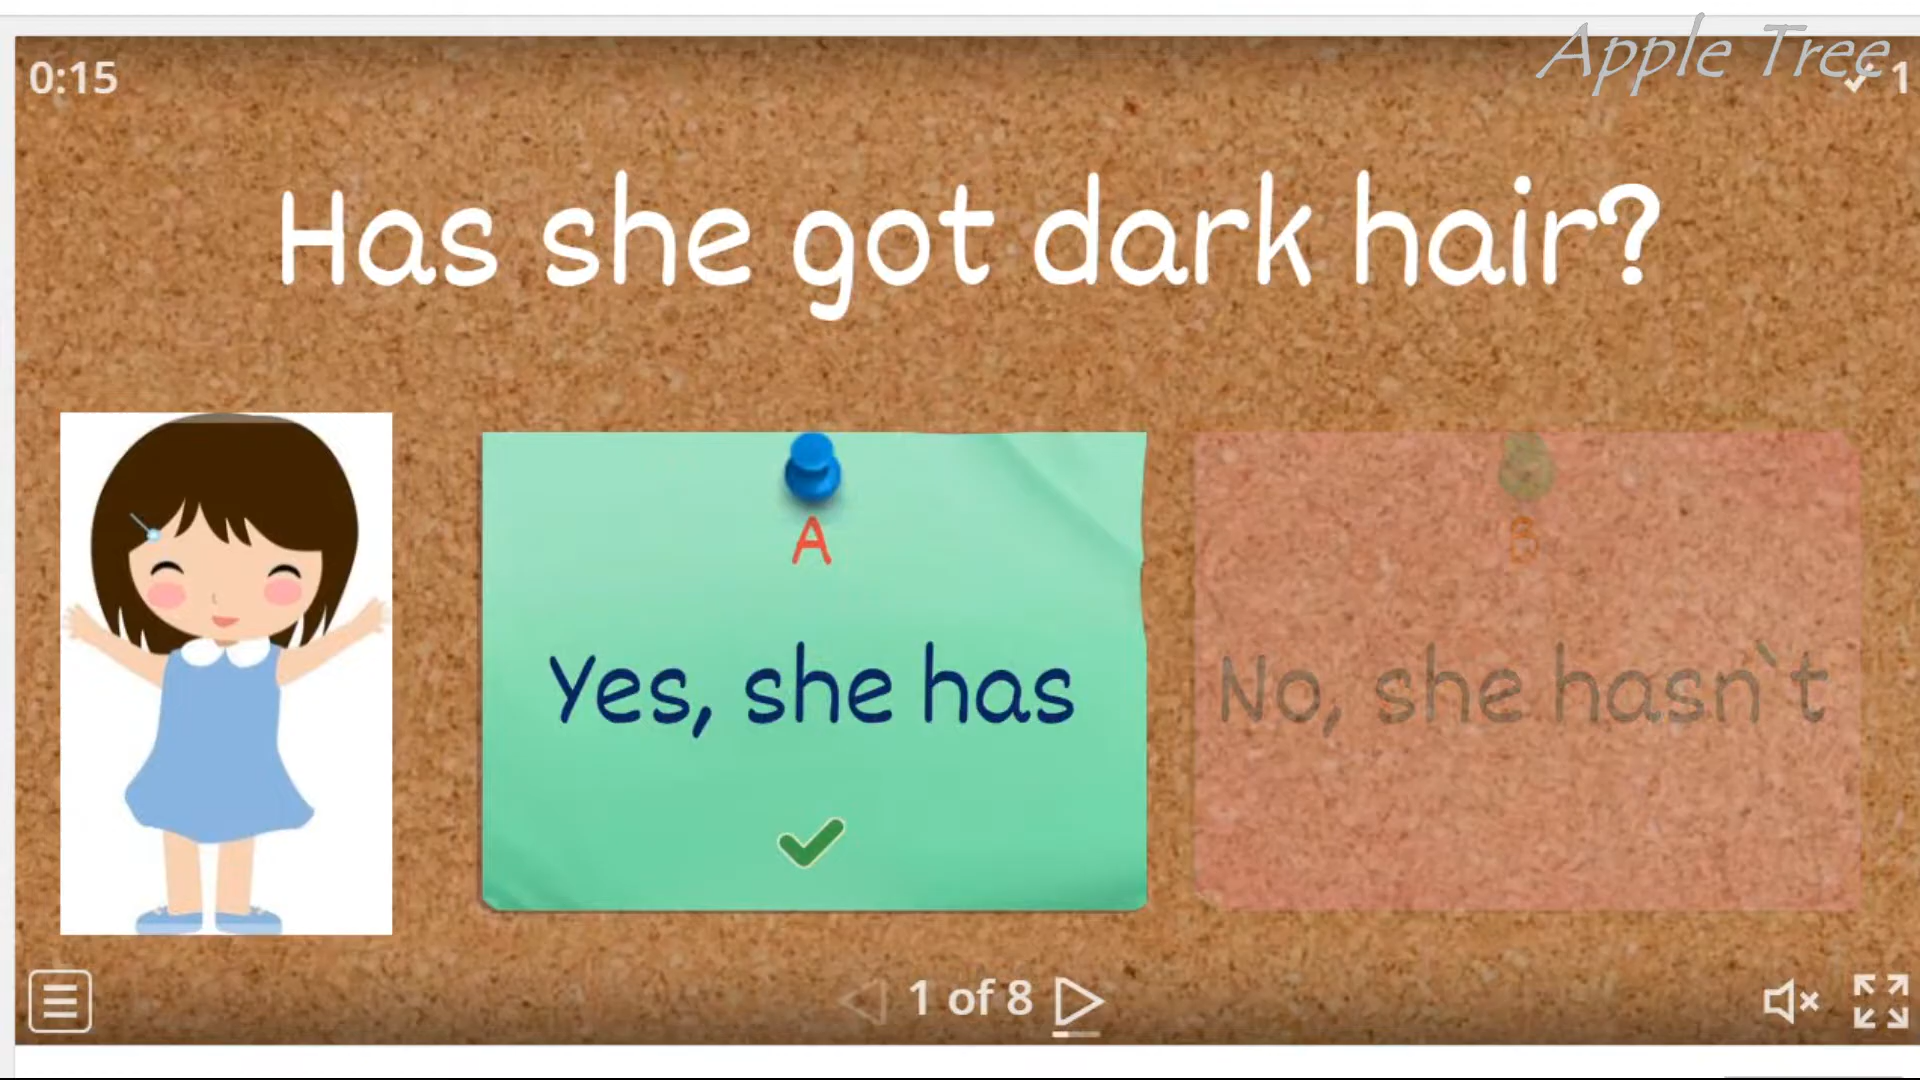 Apple Tree
0:15
1
Has she got dark hair?
A
B
Yes, she has
No, she hasn`t
1 of 8